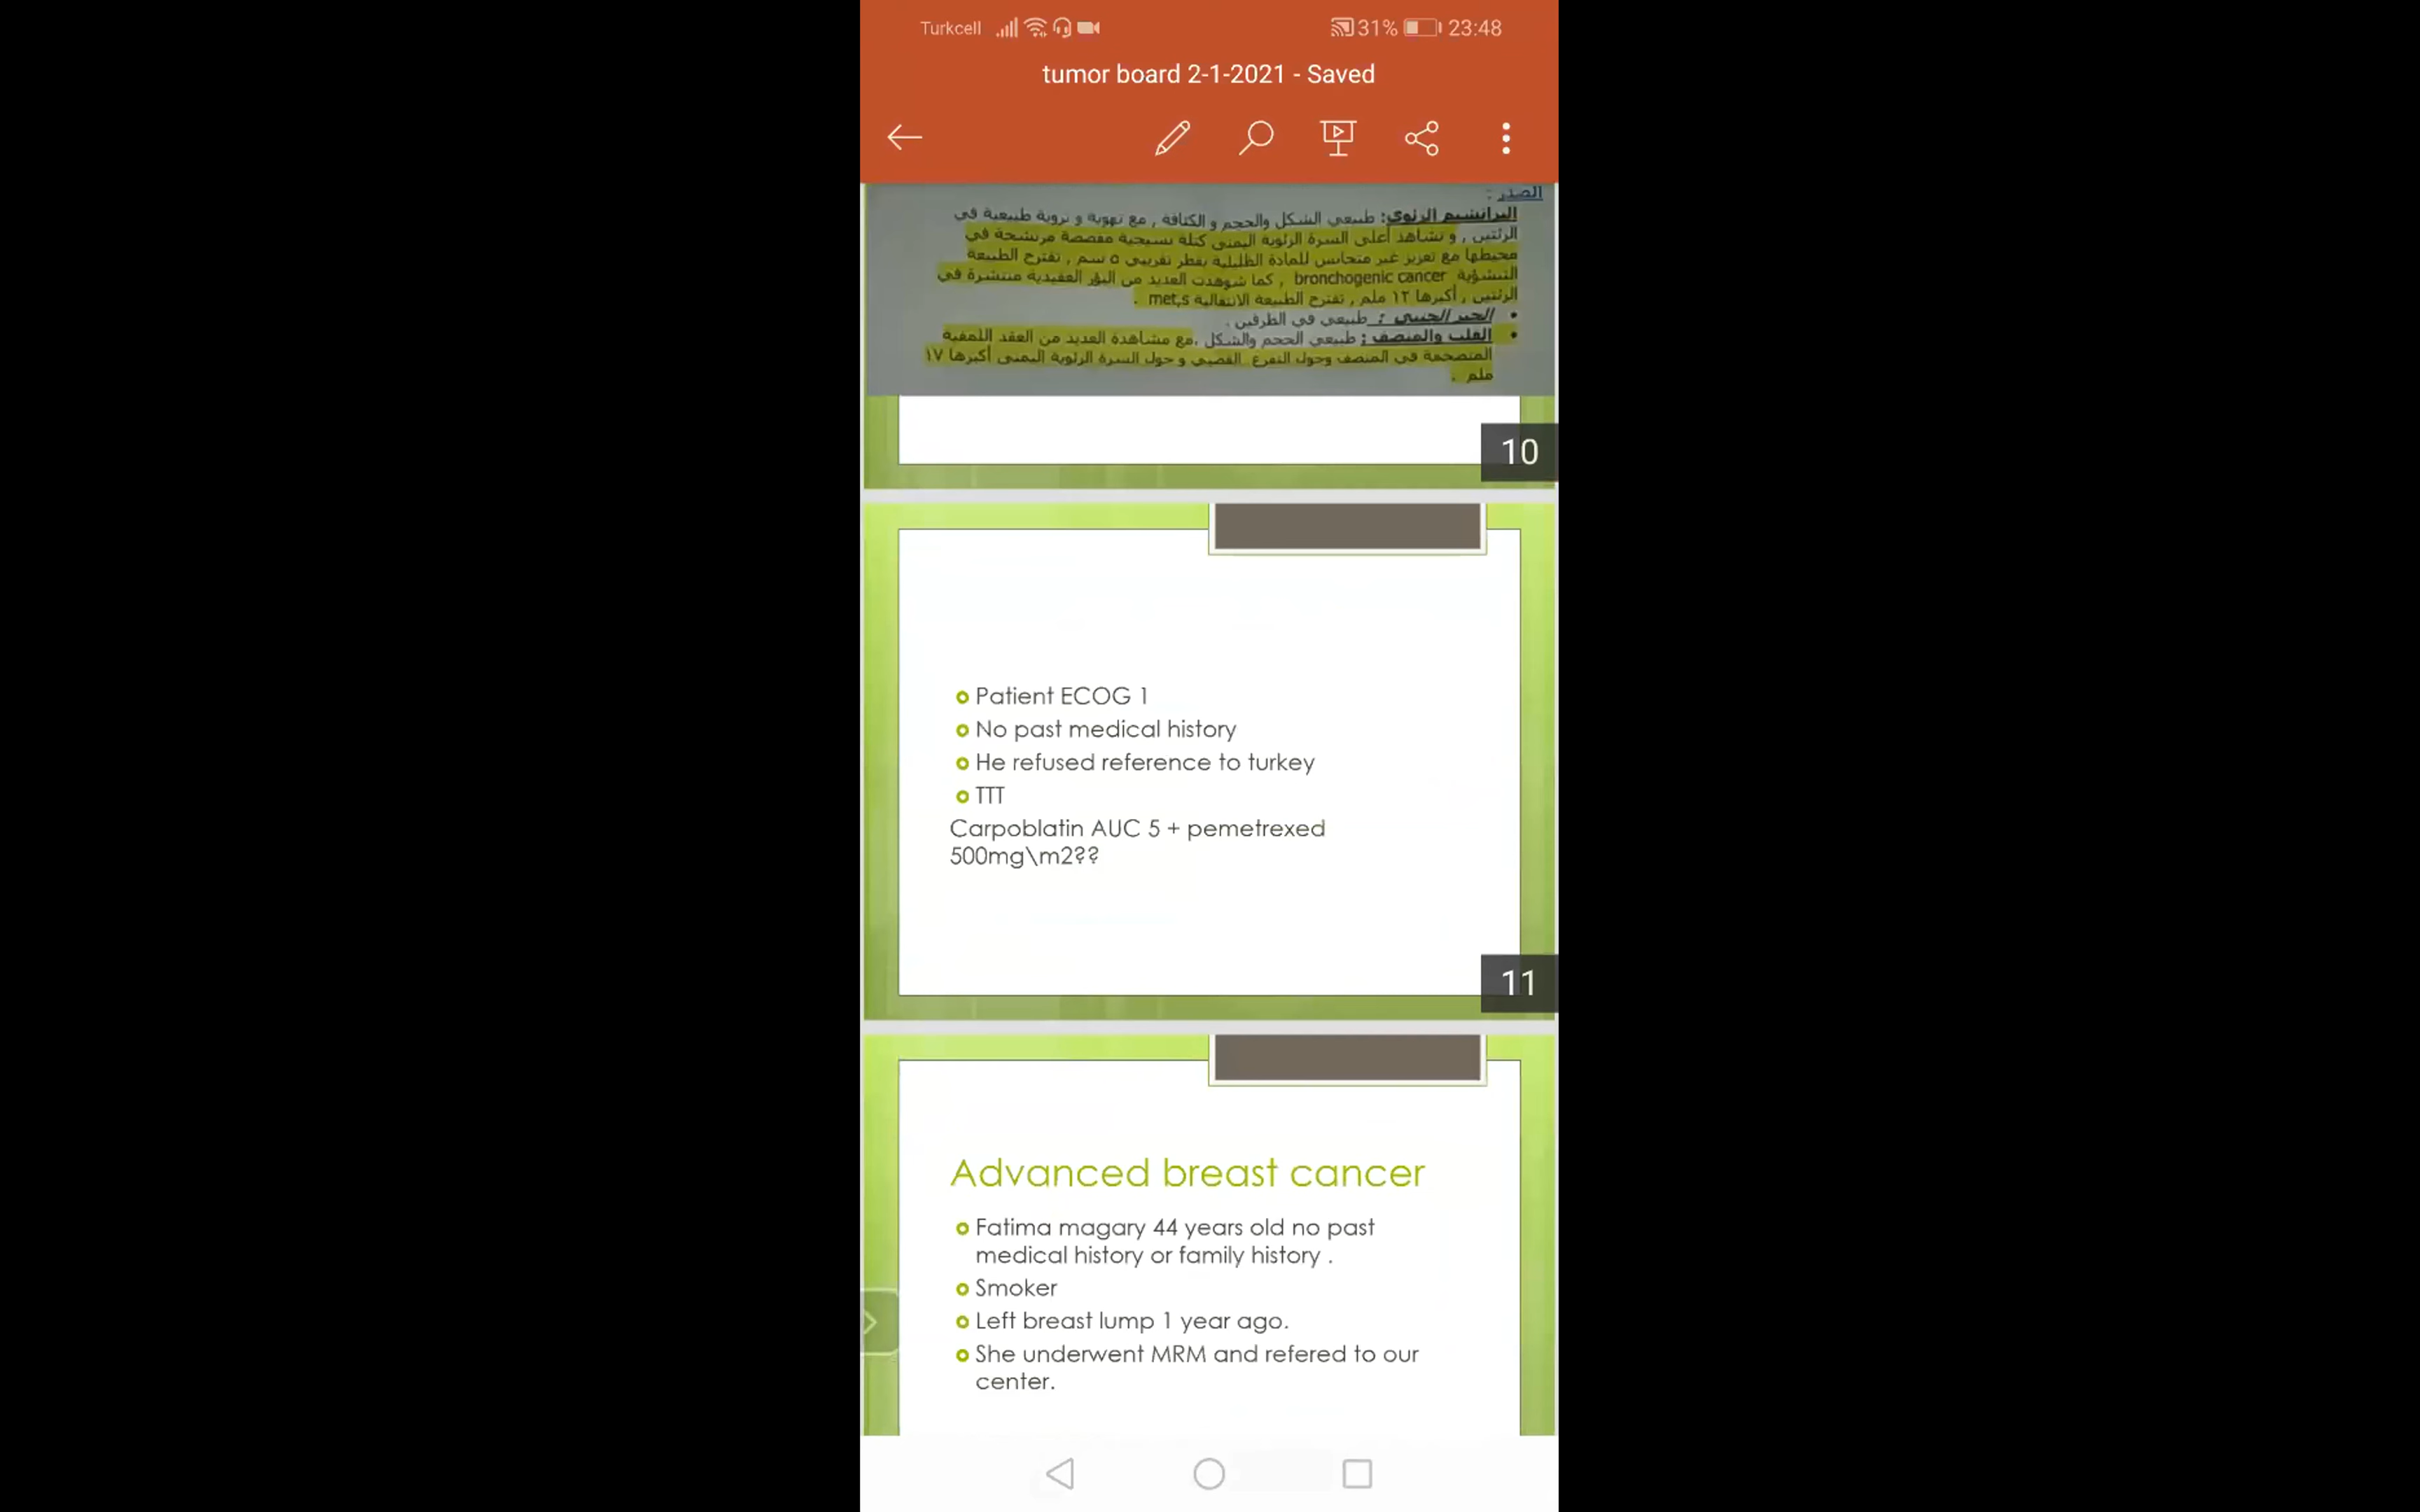 Turkcell 31% 23:48
tumor board 2-1-2021 - Saved
الصدر :
البرانشيم الرئوي: طبيعي الشكل والحجم و الكثافة , مع تهوية و تروية طبيعية في
الرئتين , و تشاهد أعلى السرة الرئوية اليمنى كتلة نسيجية مفصصة مرتشحة في
محيطها مع تعزيز غير متجانس للمادة الظليلة بقطر تقريبي ٥ سم , تقترح الطبيعة
التنشؤية bronchogenic cancer , كما شوهدت العديد من البؤر العقيدية منتشرة في
الرئتين , أكبرها ١٢ ملم , تقترح الطبيعة الانتقالية met,s .
• الحيز الجنبي : طبيعي في الطرفين .
• القلب والمنصف : طبيعي الحجم والشكل ,مع مشاهدة العديد من العقد اللمفية
المتضخمة في المنصف وحول التفرع القصبي و حول السرة الرئوية اليمنى أكبرها ١٧
ملم .
10
Patient ECOG 1
No past medical history
He refused reference to turkey
TTT
Carpoblatin AUC 5 + pemetrexed
500mg\m2??
11
Advanced breast cancer
Fatima magary 44 years old no past
medical history or family history .
Smoker
Left breast lump 1 year ago.
She underwent MRM and refered to our
center.